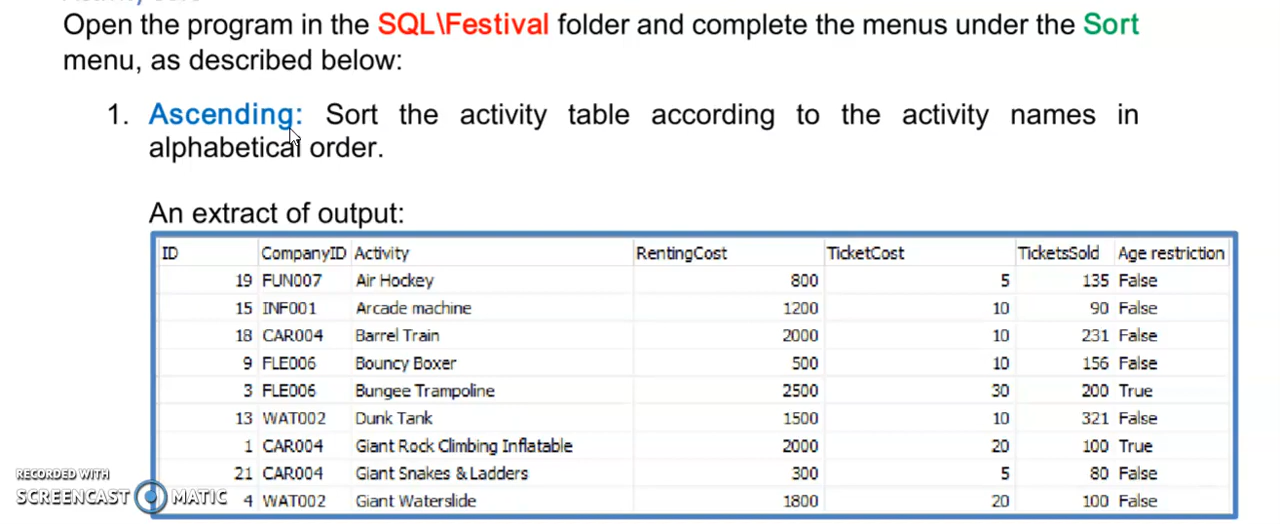 Open the program in the SQL\Festival folder and complete the menus under the Sort
menu, as described below:
1. Ascending: Sort the activity table according to the activity names in
alphabetical order.
An extract of output:
ID CompanyID Activity RentingCost TicketCost TicketsSold Age restriction
19 FUN007 Air Hockey 800 5 135 False
15 INF001 Arcade machine 1200 10 90 False
18 CAR004 Barrel Train 2000 10 231 False
9 FLE006 Bouncy Boxer 500 10 156 False
3 FLE006 Bungee Trampoline 2500 30 200 True
13 WAT002 Dunk Tank 1500 10 321 False
1 CAR004 Giant Rock Climbing Inflatable 2000 20 100 True
21 CAR004 Giant Snakes & Ladders 300 5 80 False
4 WAT002 Giant Waterslide 1800 20 100 False
RECORDED WITH
SCREENCAST MATIC